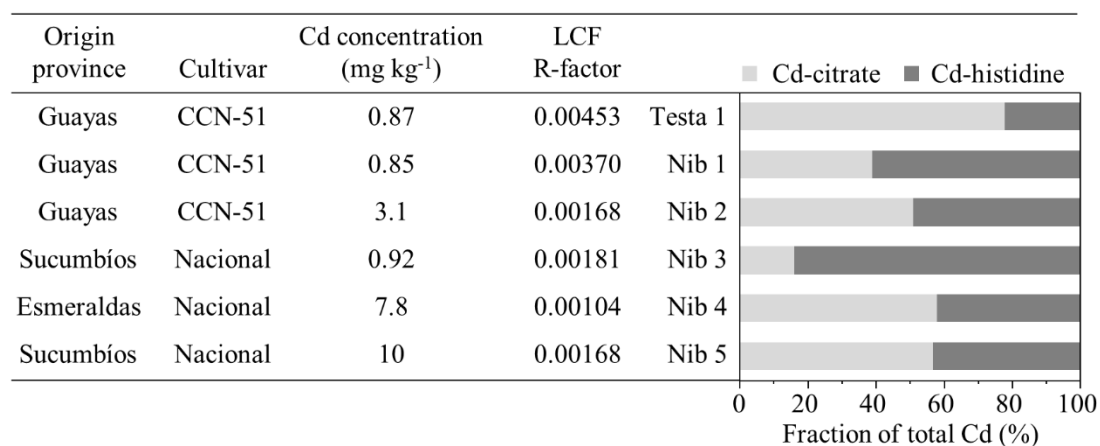 Origin province Cultivar Cd concentration (mg kg⁻¹) LCF R-factor
Cd-citrate Cd-histidine
Guayas CCN-51 0.87 0.00453 Testa 1
Guayas CCN-51 0.85 0.00370 Nib 1
Guayas CCN-51 3.1 0.00168 Nib 2
Sucumbíos Nacional 0.92 0.00181 Nib 3
Esmeraldas Nacional 7.8 0.00104 Nib 4
Sucumbíos Nacional 10 0.00168 Nib 5
0 20 40 60 80 100
Fraction of total Cd (%)